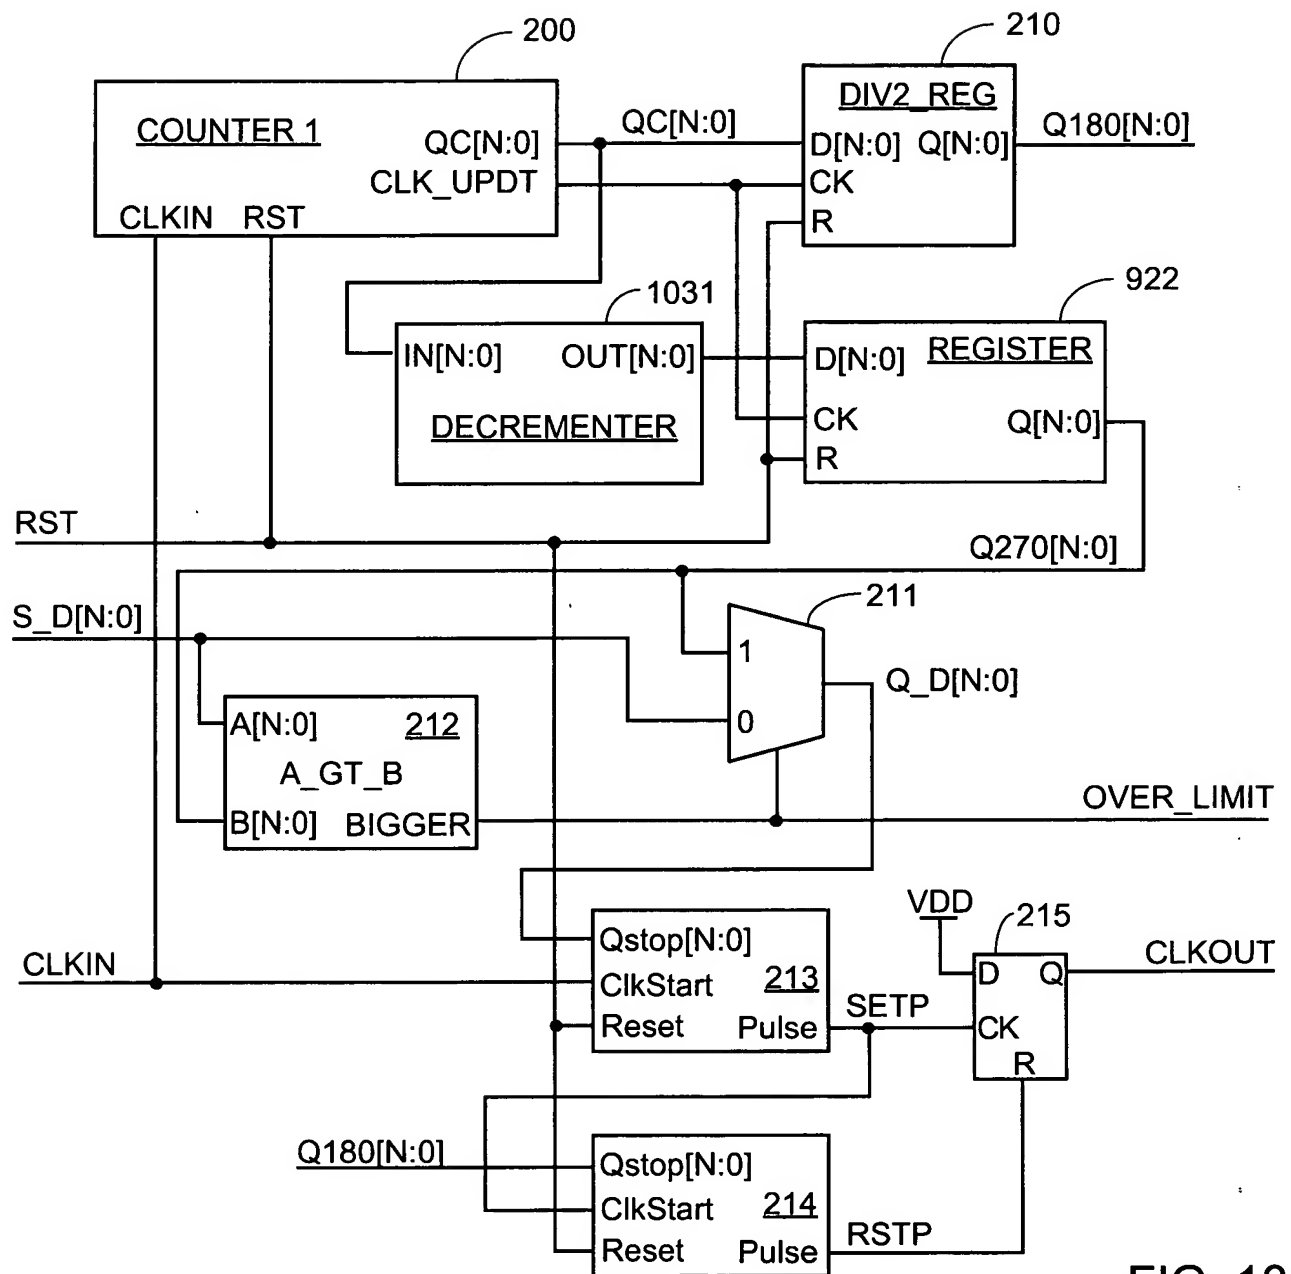 200
210
COUNTER 1
QC[N:0]
CLK_UPDT
CLKIN RST
QC[N:0]
DIV2_REG
D[N:0] Q[N:0]
CK
R
Q180[N:0]
1031
922
IN[N:0] OUT[N:0]
DECREMENTER
REGISTER
D[N:0]
CK
Q[N:0]
R
RST
Q270[N:0]
S_D[N:0]
211
1
0
Q_D[N:0]
A[N:0] 212
A_GT_B
B[N:0] BIGGER
OVER_LIMIT
VDD
215
Qstop[N:0]
CLKIN
ClkStart 213
Reset Pulse
SETP
D Q
CK
R
CLKOUT
Q180[N:0]
Qstop[N:0]
ClkStart 214
Reset Pulse
RSTP